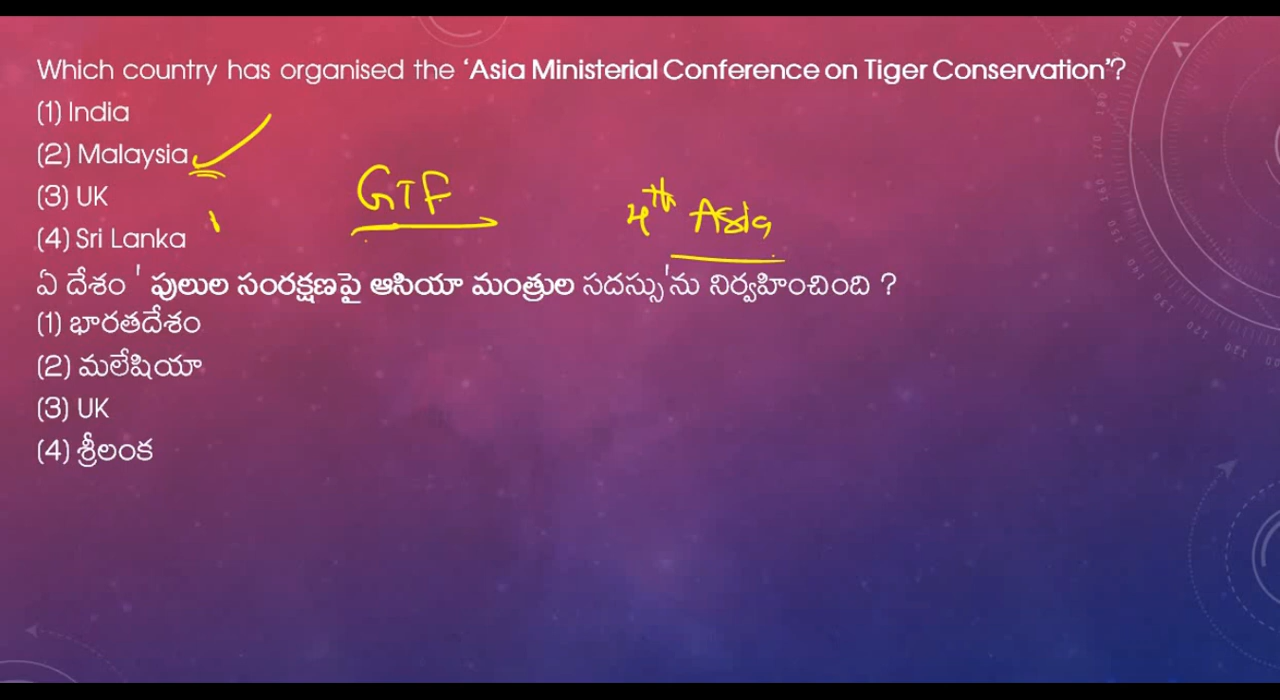 Which country has organised the ‘Asia Ministerial Conference on Tiger Conservation’?
(1) India
(2) Malaysia
(3) UK
GTF
4th Asia
(4) Sri Lanka
ఏ దేశం ' పులుల సంరక్షణపై ఆసియా మంత్రుల సదస్సు'ను నిర్వహించింది ?
(1) భారతదేశం
(2) మలేషియా
(3) UK
(4) శ్రీలంక